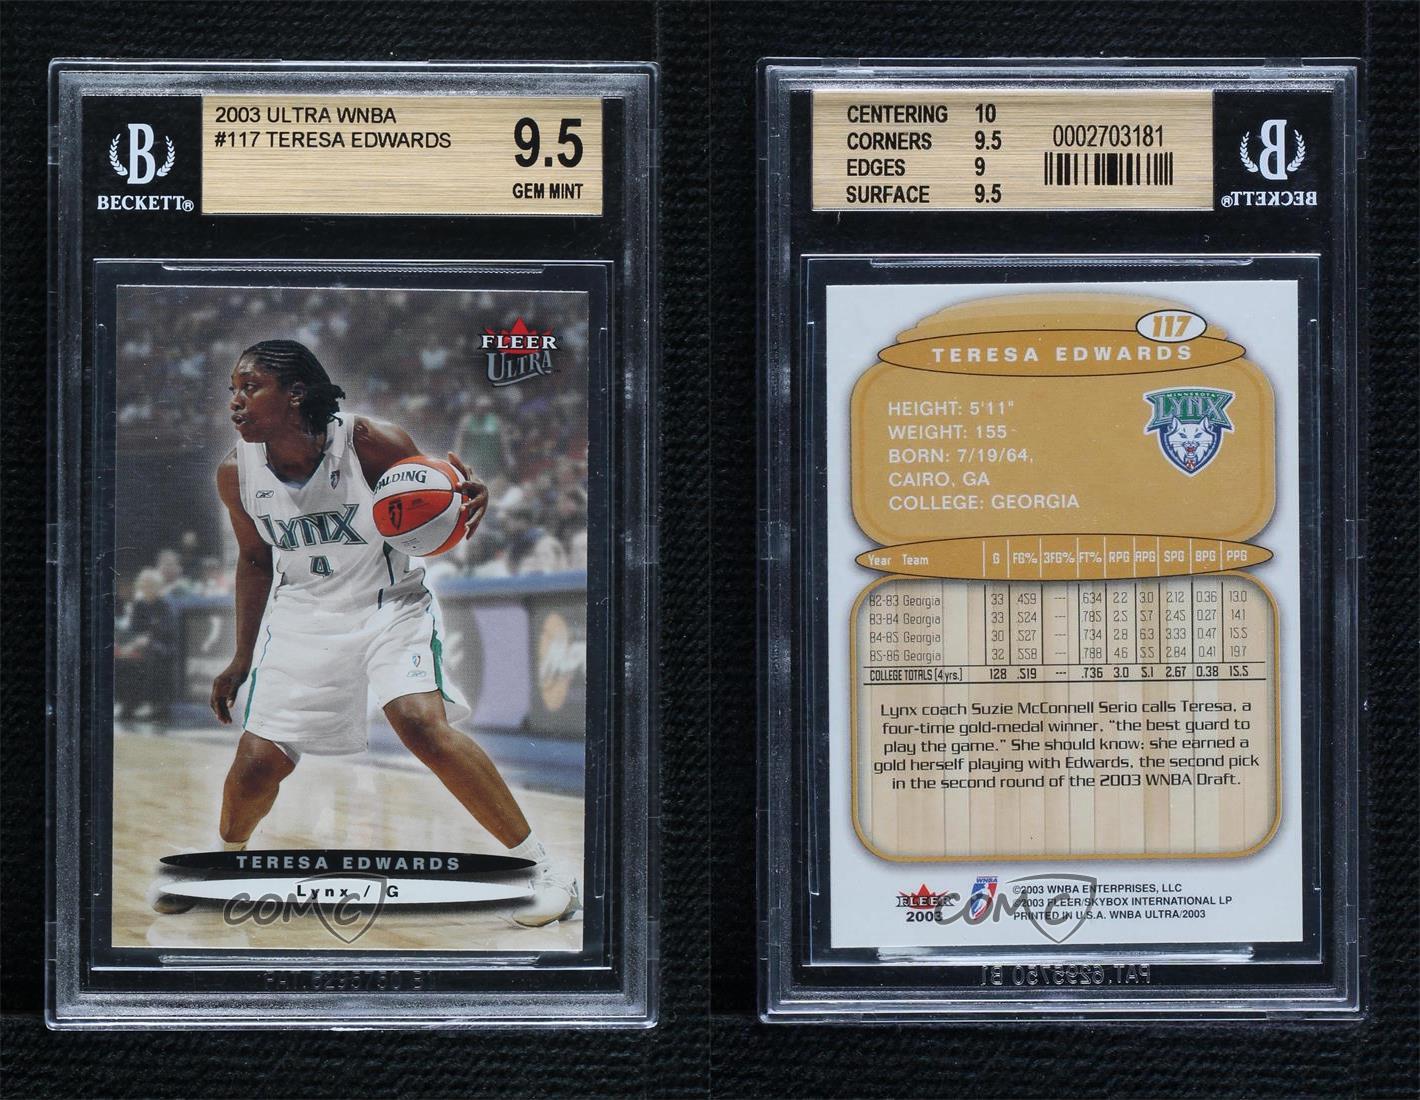 2003 ULTRA WNBA
#117 TERESA EDWARDS
9.5
GEM MINT
B
BECKETT®
FLEER
ULTRA
SPALDING
LYNX
4
TERESA EDWARDS
Lynx / G
COMC
CENTERING 10
CORNERS 9.5
EDGES 9
SURFACE 9.5
0002703181
B
BECKETT®
117
TERESA EDWARDS
HEIGHT: 5'11"
WEIGHT: 155
BORN: 7/19/64,
CAIRO, GA
COLLEGE: GEORGIA
MINNESOTA
LYNX
Year Team G FG% 3FG% FT% RPG APG SPG BPG PPG
82-83 Georgia 33 .459 --- .634 2.2 3.0 2.12 0.36 13.0
83-84 Georgia 33 .524 --- .785 2.5 5.7 2.45 0.27 14.1
84-85 Georgia 30 .527 --- .734 2.8 6.3 3.33 0.47 15.5
85-86 Georgia 32 .558 --- .788 4.6 5.5 2.84 0.41 19.7
COLLEGE TOTALS (4 yrs.) 128 .519 --- .736 3.0 5.1 2.67 0.38 15.5
Lynx coach Suzie McConnell Serio calls Teresa, a
four-time gold-medal winner, "the best guard to
play the game." She should know: she earned a
gold herself playing with Edwards, the second pick
in the second round of the 2003 WNBA Draft.
FLEER
2003
WNBA
©2003 WNBA ENTERPRISES, LLC
©2003 FLEER/SKYBOX INTERNATIONAL LP
PRINTED IN U.S.A. WNBA ULTRA/2003
COMC
PAT. 6295750 B1